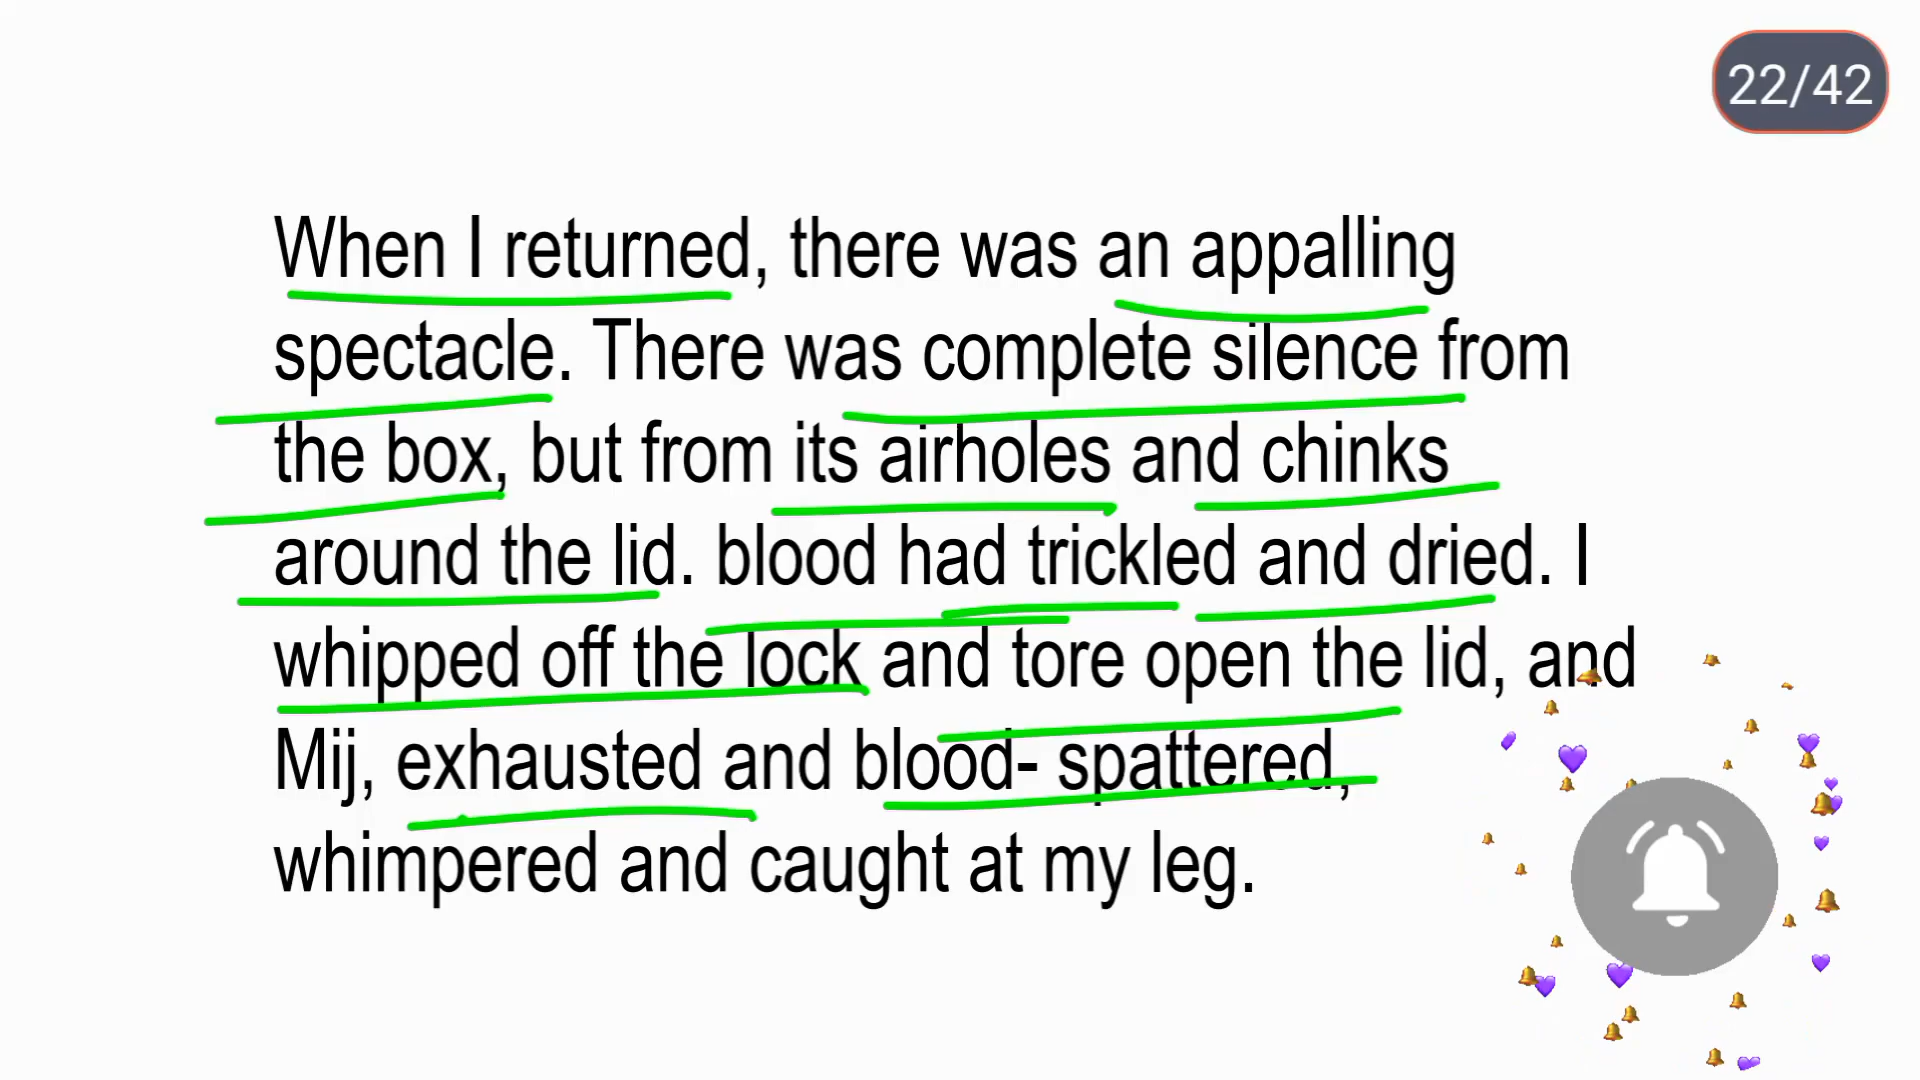 22/42
When I returned, there was an appalling
spectacle. There was complete silence from
the box, but from its airholes and chinks
around the lid. blood had trickled and dried. I
whipped off the lock and tore open the lid, and
Mij, exhausted and blood- spattered,
whimpered and caught at my leg.